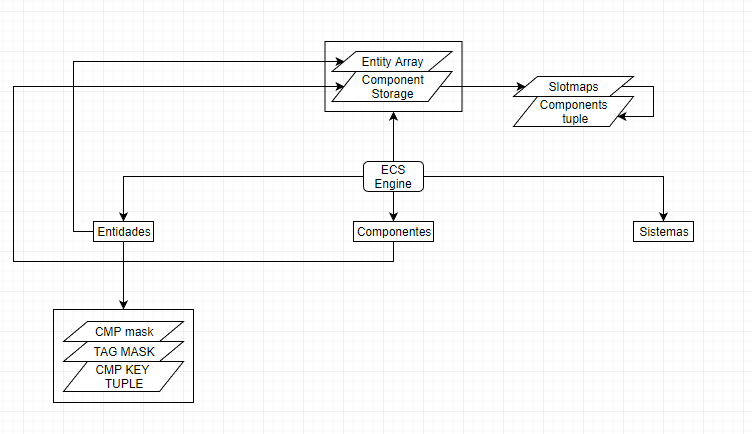 Entity Array
Component
Storage
Slotmaps
Components
tuple
ECS
Engine
Entidades
Componentes
Sistemas
CMP mask
TAG MASK
CMP KEY
TUPLE